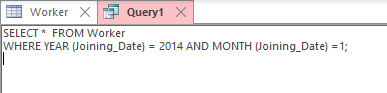 Worker Query1
SELECT * FROM Worker
WHERE YEAR (Joining_Date) = 2014 AND MONTH (Joining_Date) =1;